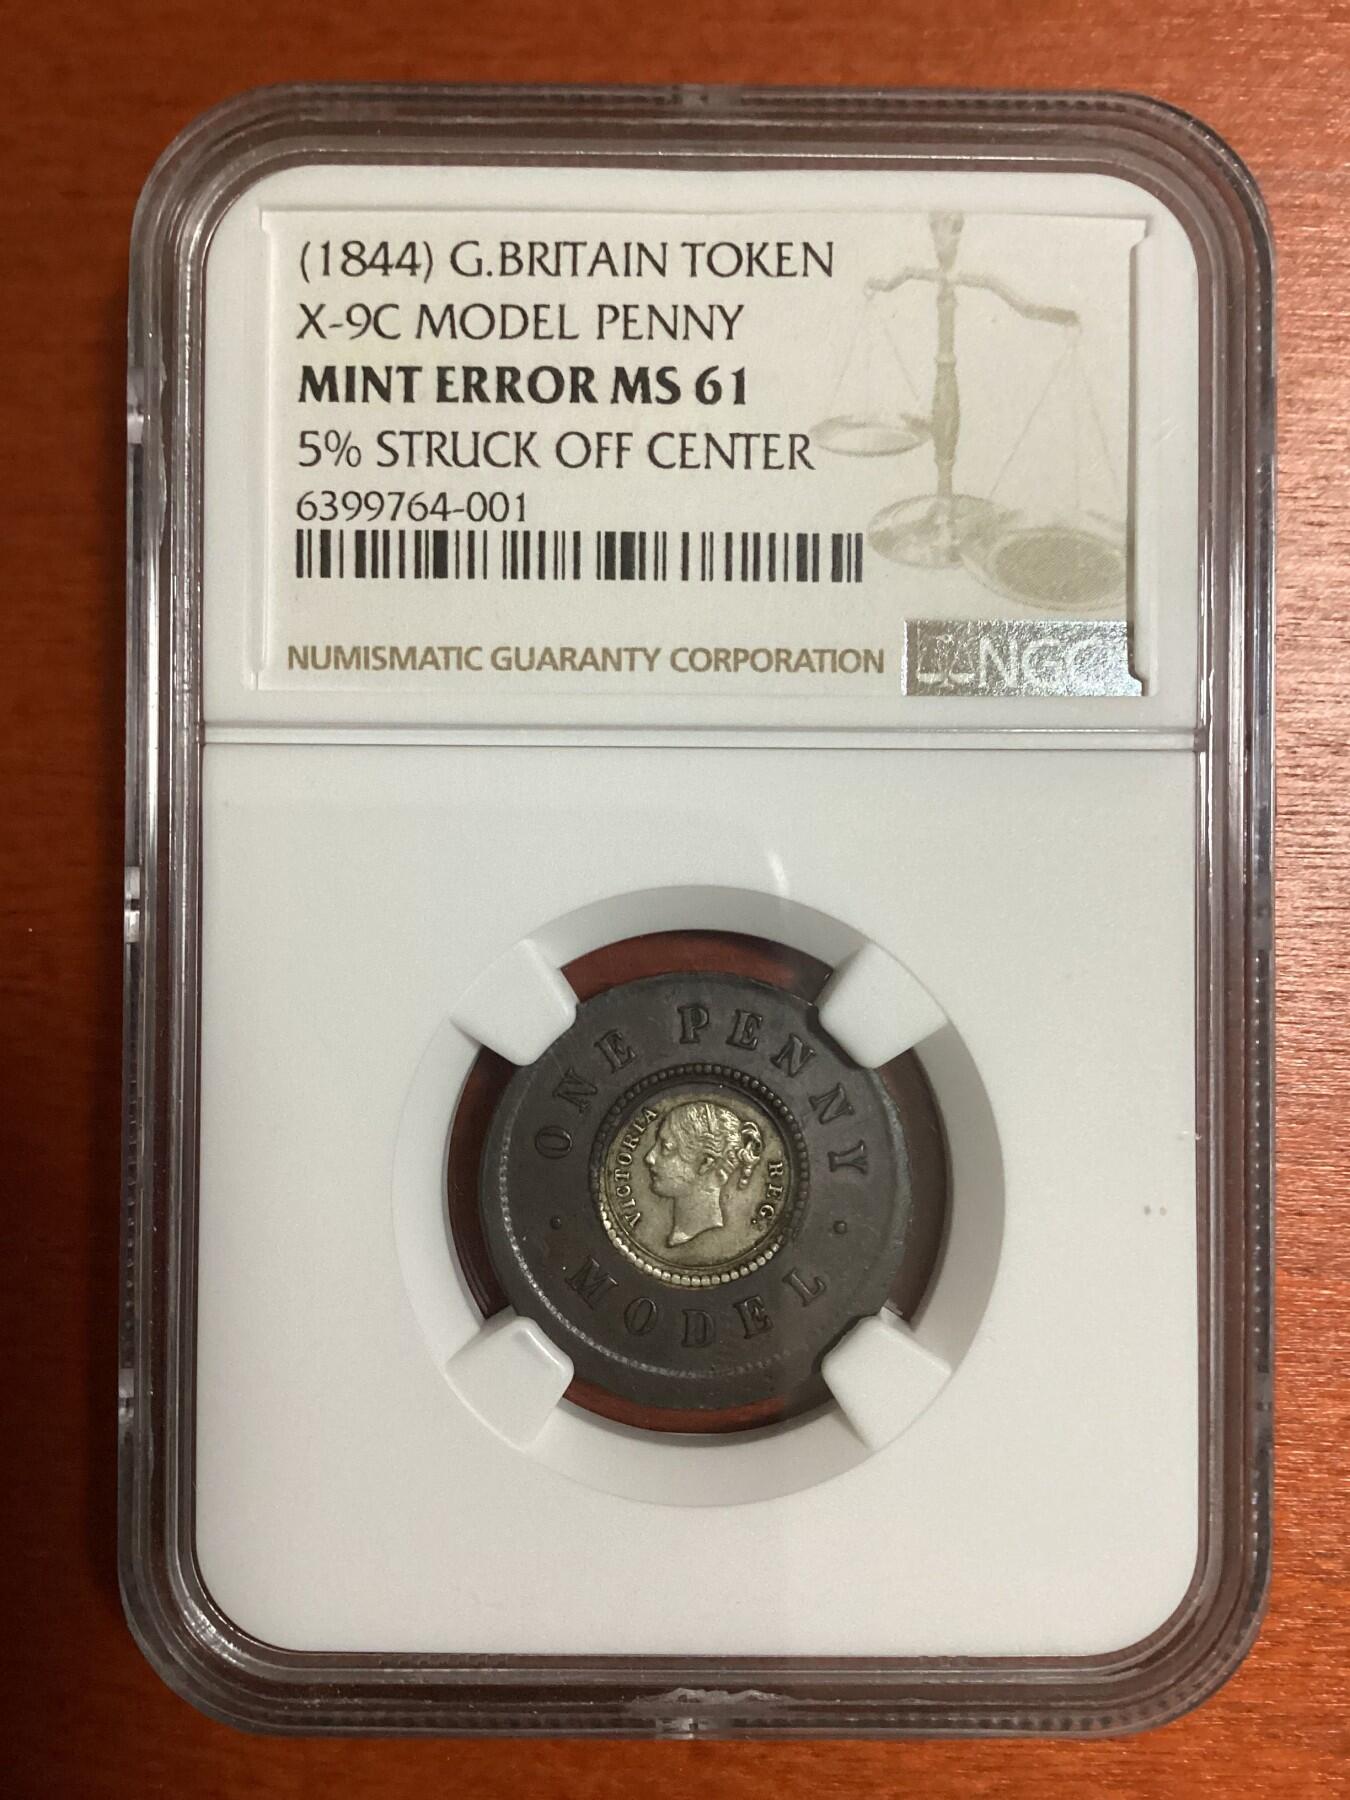 (1844) G.BRITAIN TOKEN
X-9C MODEL PENNY
MINT ERROR MS 61
5% STRUCK OFF CENTER
6399764-001
NUMISMATIC GUARANTY CORPORATION
NGC
ONE PENNY
VICTORIA REG:
· MODEL ·